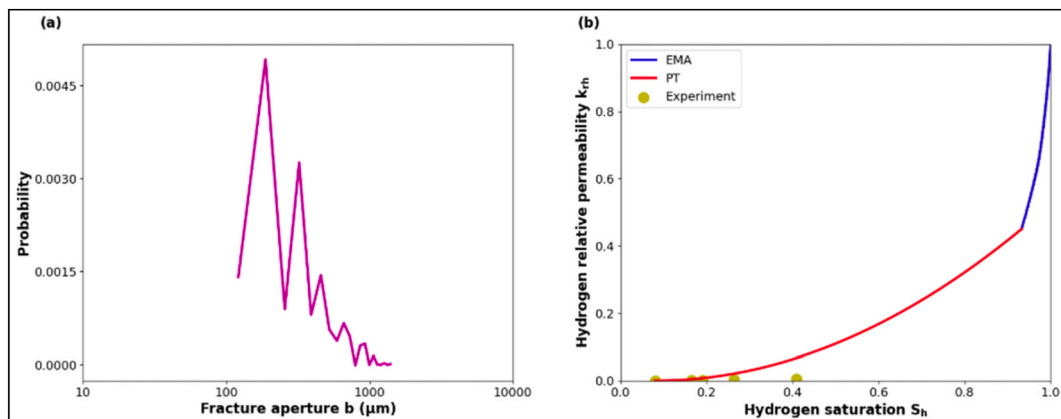 (a)
0.0045
0.0030
0.0015
0.0000
Probability
10
100
1000
10000
Fracture aperture b (μm)
(b)
1.0
0.8
0.6
0.4
0.2
0.0
Hydrogen relative permeability krh
EMA
PT
Experiment
0.0
0.2
0.4
0.6
0.8
1.0
Hydrogen saturation Sh